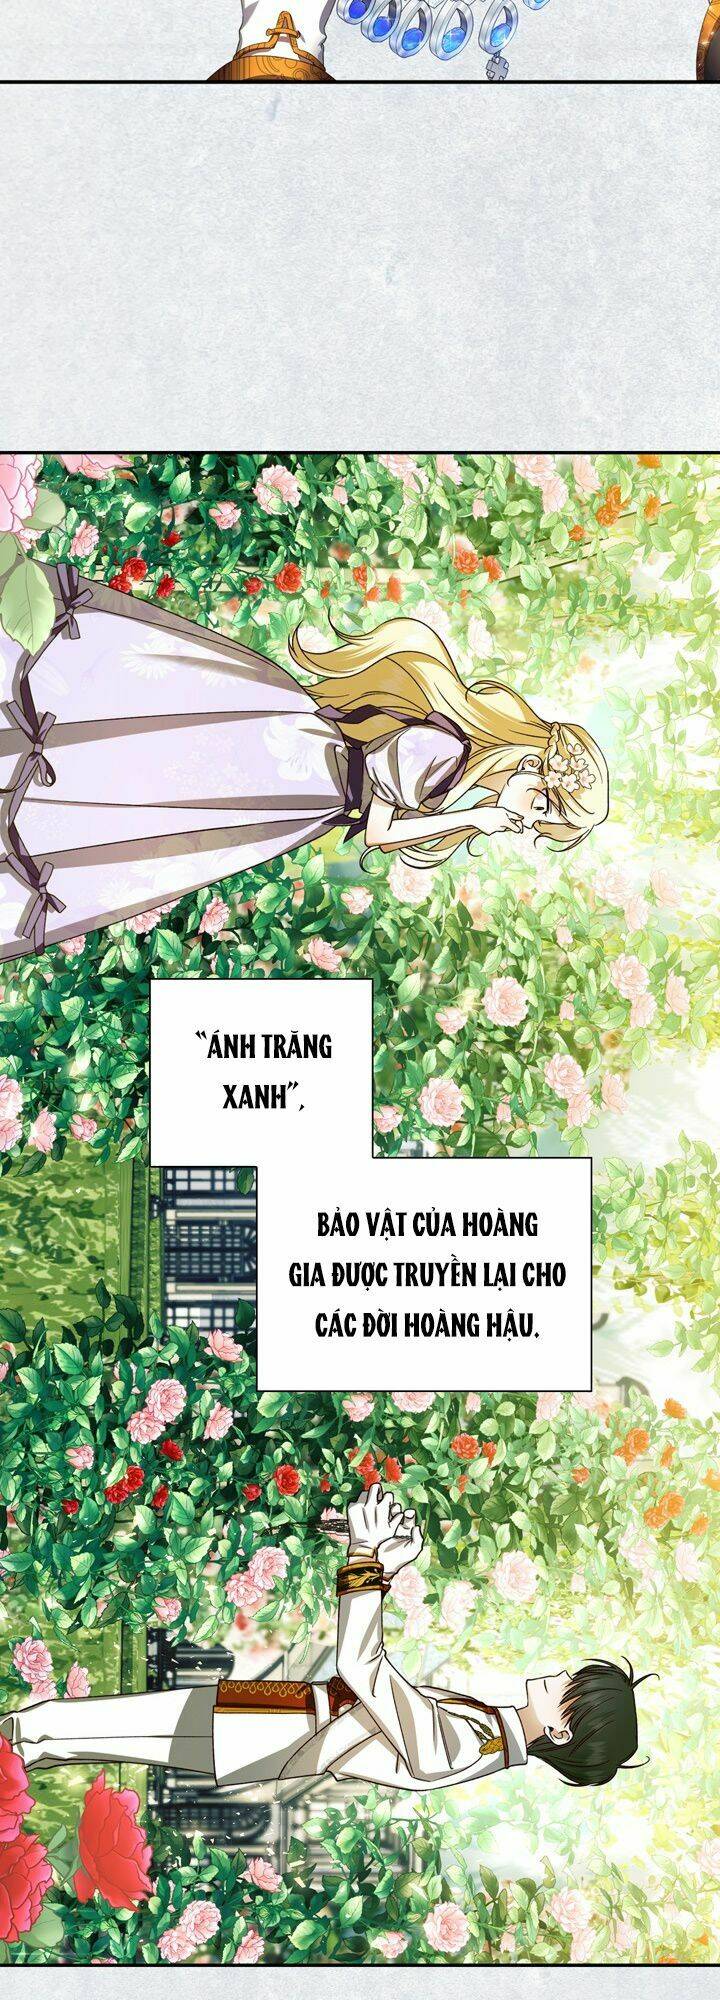 “ÁNH TRĂNG
XANH”,
BẢO VẬT CỦA HOÀNG
GIA ĐƯỢC TRUYỀN LẠI CHO
CÁC ĐỜI HOÀNG HẬU.